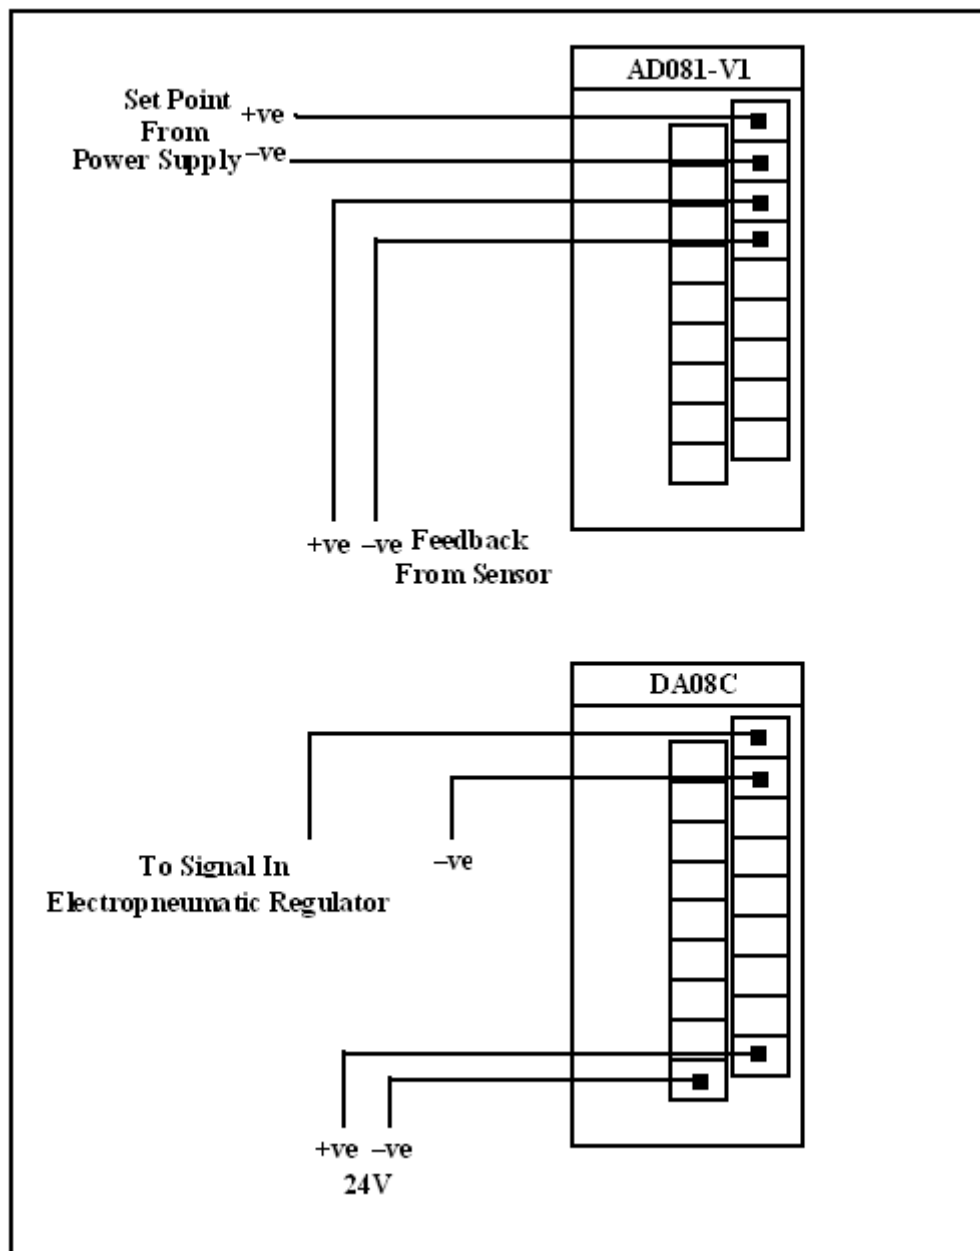 AD081-V1
Set Point +ve
From
Power Supply –ve
+ve –ve Feedback
From Sensor
DA08C
To Signal In
–ve
Electropneumatic Regulator
+ve –ve
24V